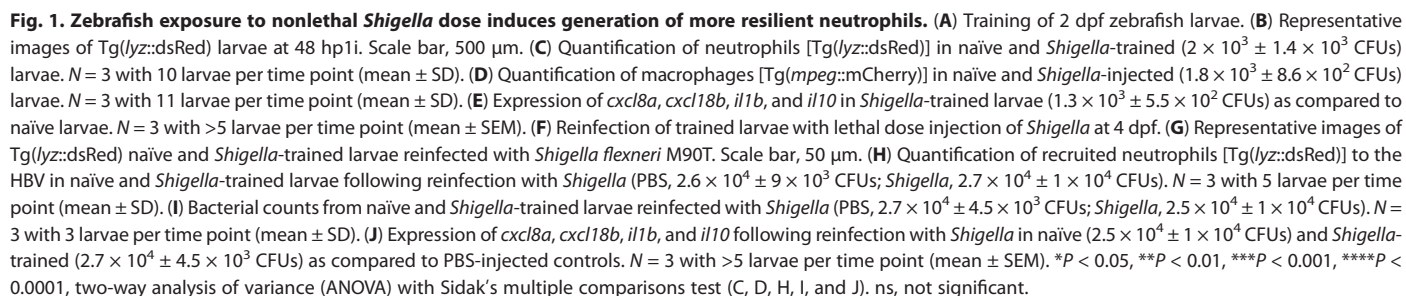 Fig. 1. Zebrafish exposure to nonlethal Shigella dose induces generation of more resilient neutrophils. (A) Training of 2 dpf zebrafish larvae. (B) Representative
images of Tg(lyz::dsRed) larvae at 48 hp1i. Scale bar, 500 μm. (C) Quantification of neutrophils [Tg(lyz::dsRed)] in naïve and Shigella-trained (2 × 10³ ± 1.4 × 10³ CFUs)
larvae. N = 3 with 10 larvae per time point (mean ± SD). (D) Quantification of macrophages [Tg(mpeg::mCherry)] in naïve and Shigella-injected (1.8 × 10³ ± 8.6 × 10² CFUs)
larvae. N = 3 with 11 larvae per time point (mean ± SD). (E) Expression of cxcl8a, cxcl18b, il1b, and il10 in Shigella-trained larvae (1.3 × 10³ ± 5.5 × 10² CFUs) as compared to
naïve larvae. N = 3 with >5 larvae per time point (mean ± SEM). (F) Reinfection of trained larvae with lethal dose injection of Shigella at 4 dpf. (G) Representative images of
Tg(lyz::dsRed) naïve and Shigella-trained larvae reinfected with Shigella flexneri M90T. Scale bar, 50 μm. (H) Quantification of recruited neutrophils [Tg(lyz::dsRed)] to the
HBV in naïve and Shigella-trained larvae following reinfection with Shigella (PBS, 2.6 × 10⁴ ± 9 × 10³ CFUs; Shigella, 2.7 × 10⁴ ± 1 × 10⁴ CFUs). N = 3 with 5 larvae per time
point (mean ± SD). (I) Bacterial counts from naïve and Shigella-trained larvae reinfected with Shigella (PBS, 2.7 × 10⁴ ± 4.5 × 10³ CFUs; Shigella, 2.5 × 10⁴ ± 1 × 10⁴ CFUs). N =
3 with 3 larvae per time point (mean ± SD). (J) Expression of cxcl8a, cxcl18b, il1b, and il10 following reinfection with Shigella in naïve (2.5 × 10⁴ ± 1 × 10⁴ CFUs) and Shigella-
trained (2.7 × 10⁴ ± 4.5 × 10³ CFUs) as compared to PBS-injected controls. N = 3 with >5 larvae per time point (mean ± SEM). *P < 0.05, **P < 0.01, ***P < 0.001, ****P <
0.0001, two-way analysis of variance (ANOVA) with Sidak's multiple comparisons test (C, D, H, I, and J). ns, not significant.